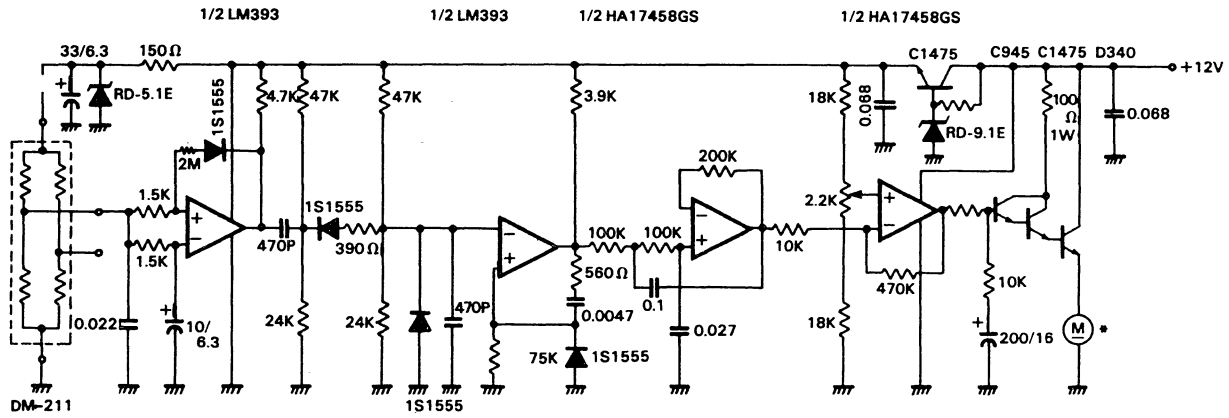 1/2 LM393 1/2 LM393 1/2 HA17458GS 1/2 HA17458GS
33/6.3 150Ω C1475 C945 C1475 D340
+12V
+
RD-5.1E
1S1555
4.7K 47K 47K 3.9K 18K 0.068
100 Ω 1W
0.068
RD-9.1E
2M
200K
1.5K
+
−
1.5K
1S1555
470P
390Ω
−
+
100K 100K
−
+
10K
2.2K
+
−
560Ω
0.1
470K
10K
0.022
+
10/
6.3
24K 24K
470P
0.0047
0.027
18K
+
200/16
M *
75K 1S1555
DM-211
1S1555